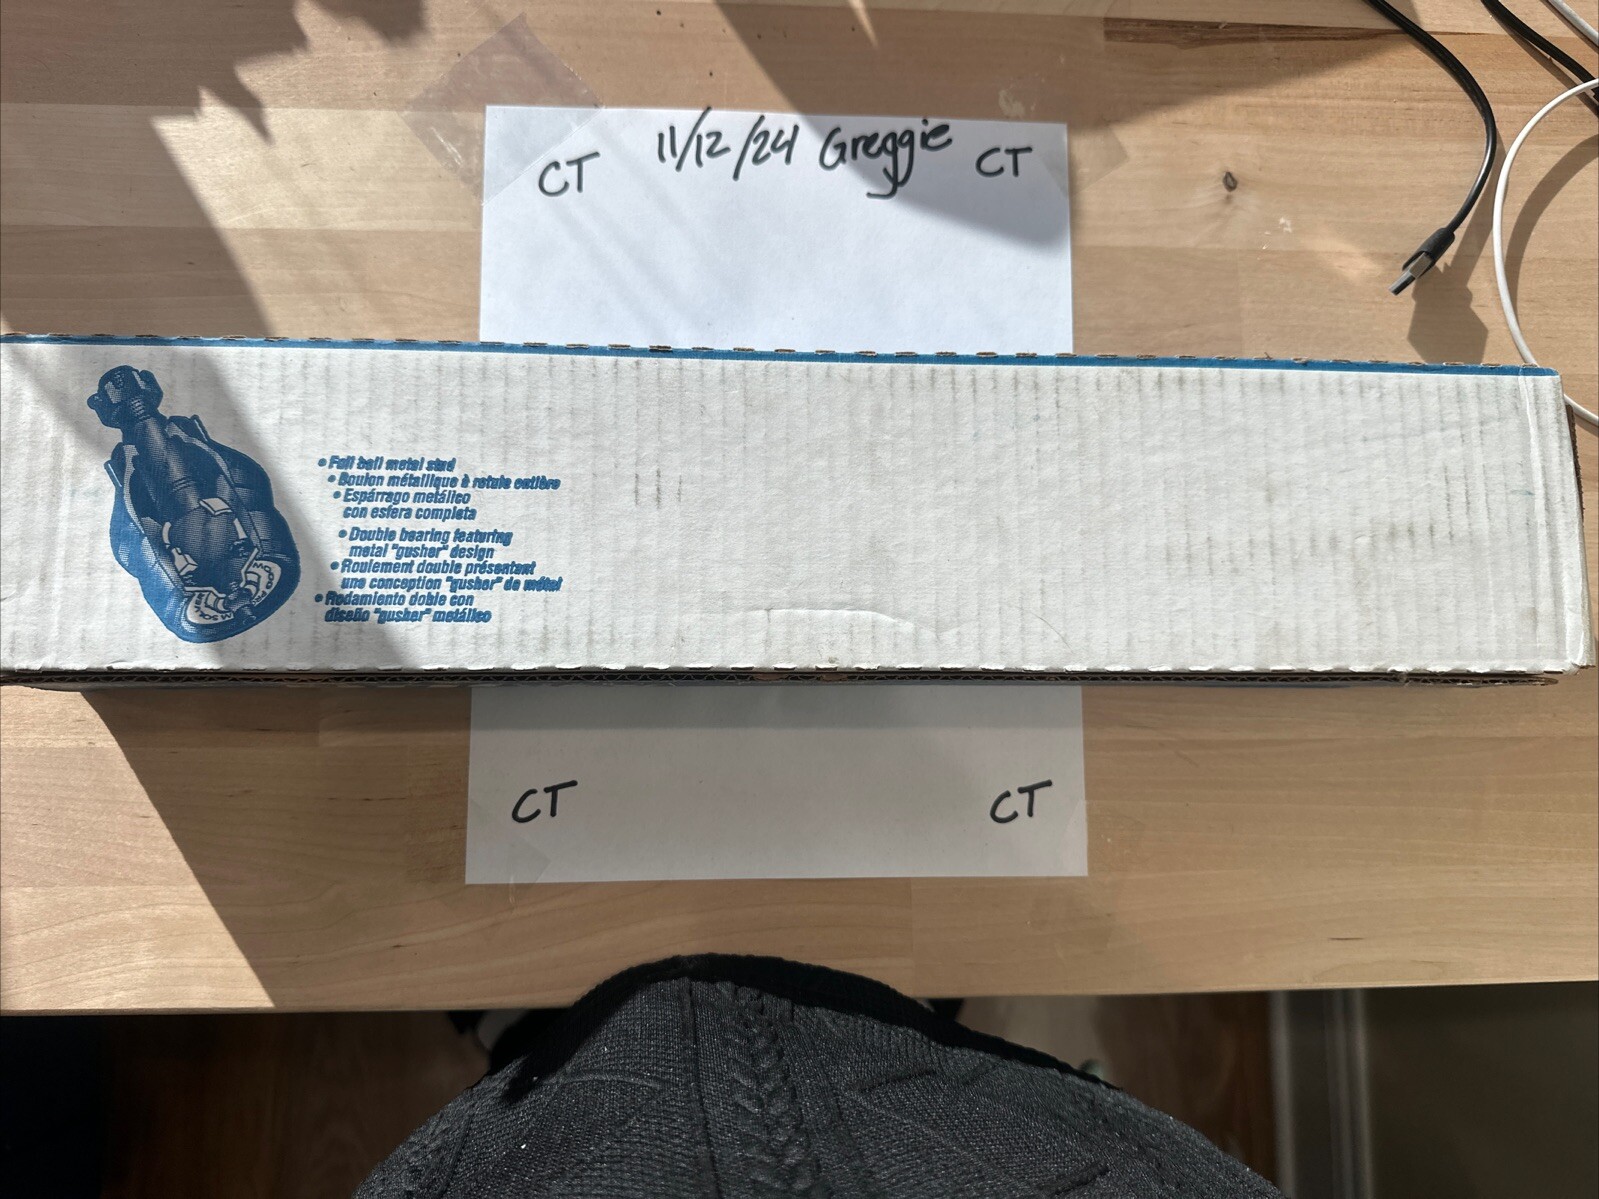 11/12/24 Greggie
CT CT
• Full ball metal stud
• Boulon métallique à rotule entière
• Espárrago metálico
con esfera completa
• Double bearing featuring
metal "gusher" design
• Roulement double présentant
une conception "gusher" de métal
• Rodamiento doble con
diseño "gusher" metálico
CT CT